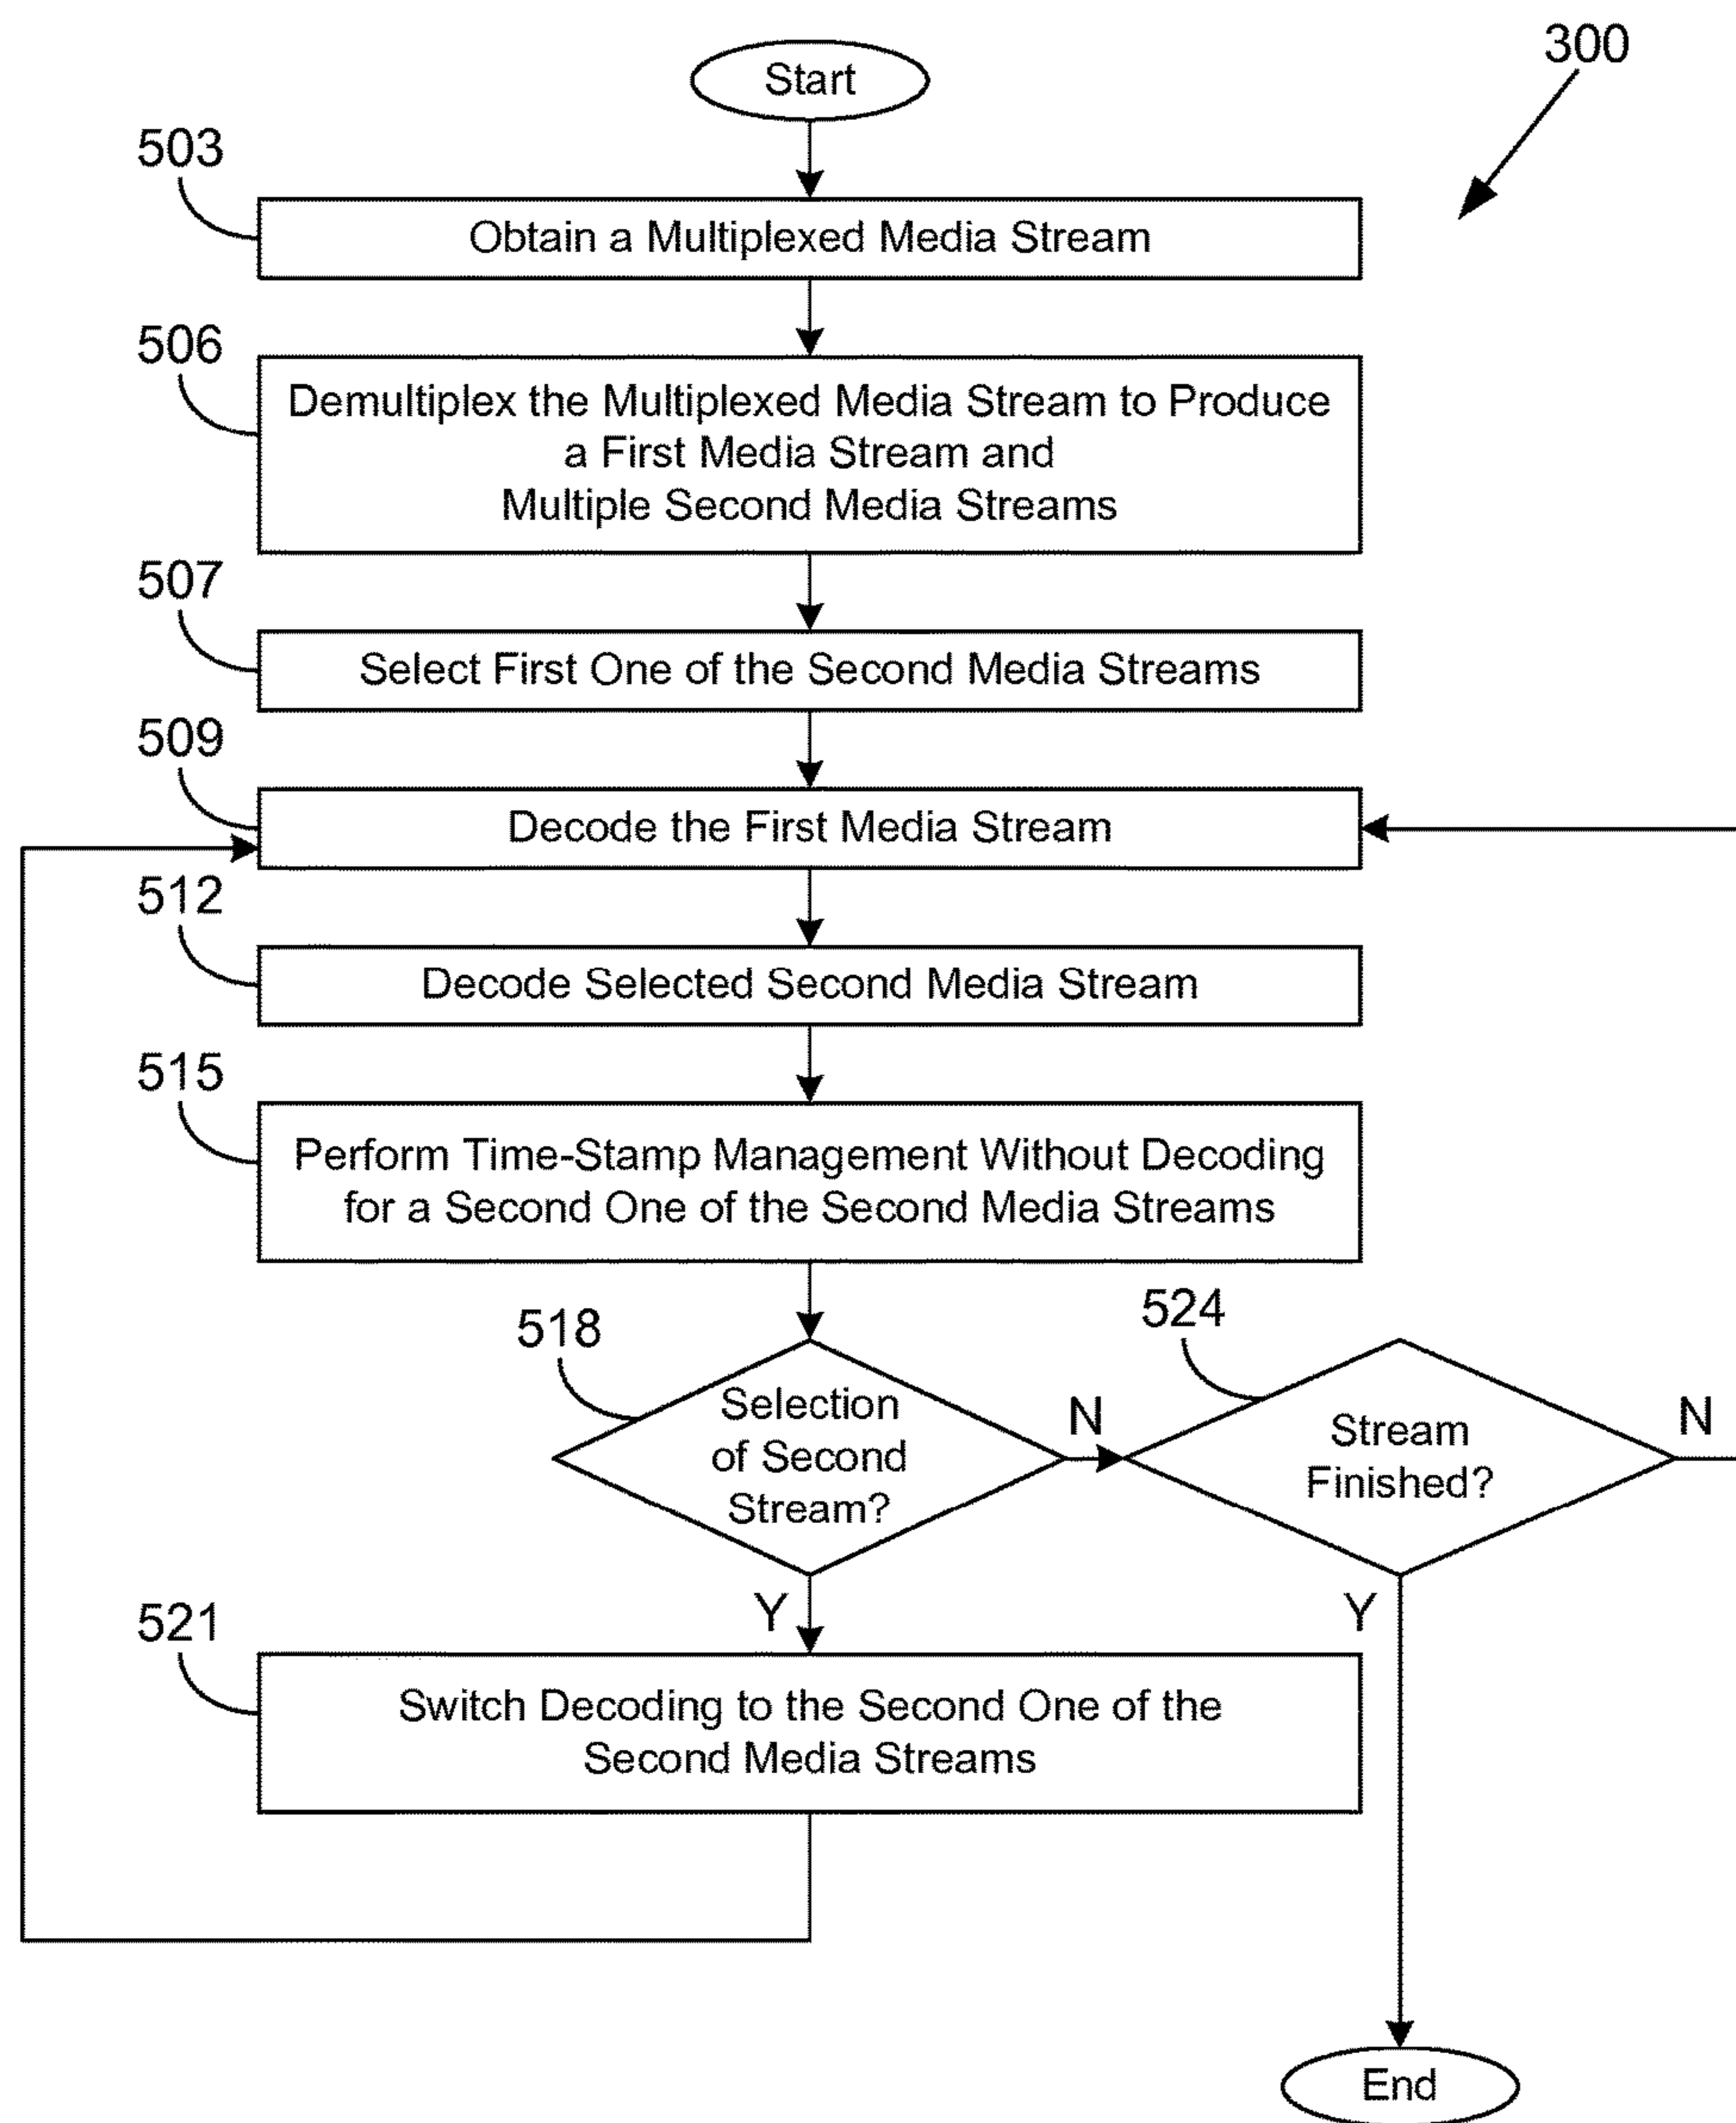 300
Start
503
Obtain a Multiplexed Media Stream
506
Demultiplex the Multiplexed Media Stream to Produce
a First Media Stream and
Multiple Second Media Streams
507
Select First One of the Second Media Streams
509
Decode the First Media Stream
512
Decode Selected Second Media Stream
515
Perform Time-Stamp Management Without Decoding
for a Second One of the Second Media Streams
518
Selection
of Second
Stream?
N
524
Stream
Finished?
N
Y
Y
521
Switch Decoding to the Second One of the
Second Media Streams
End